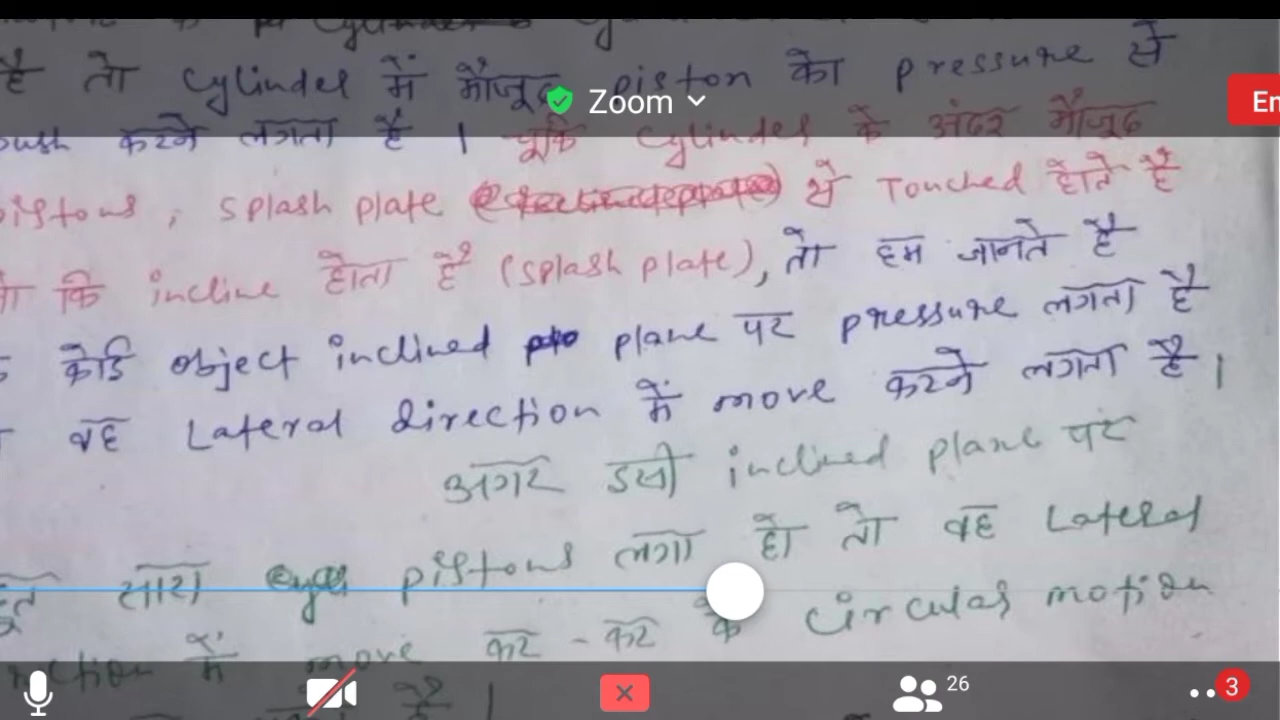 है तो cylinder में मौजूद piston को pressure से
Zoom
push करने लगता है । चूंकि cylinder के अंदर मौजूद
pistons, splash plate से Touched होते है
कि incline होता है (splash plate), तो हम जानते है
कोई object inclined plane पर pressure लगता है
वह Lateral direction में move करने लगता है।
अगर इसी inclined plane पर
सारा pistons लगा हो तो वह Lateral
में move कर - कर के circular motion
है ।
26
3